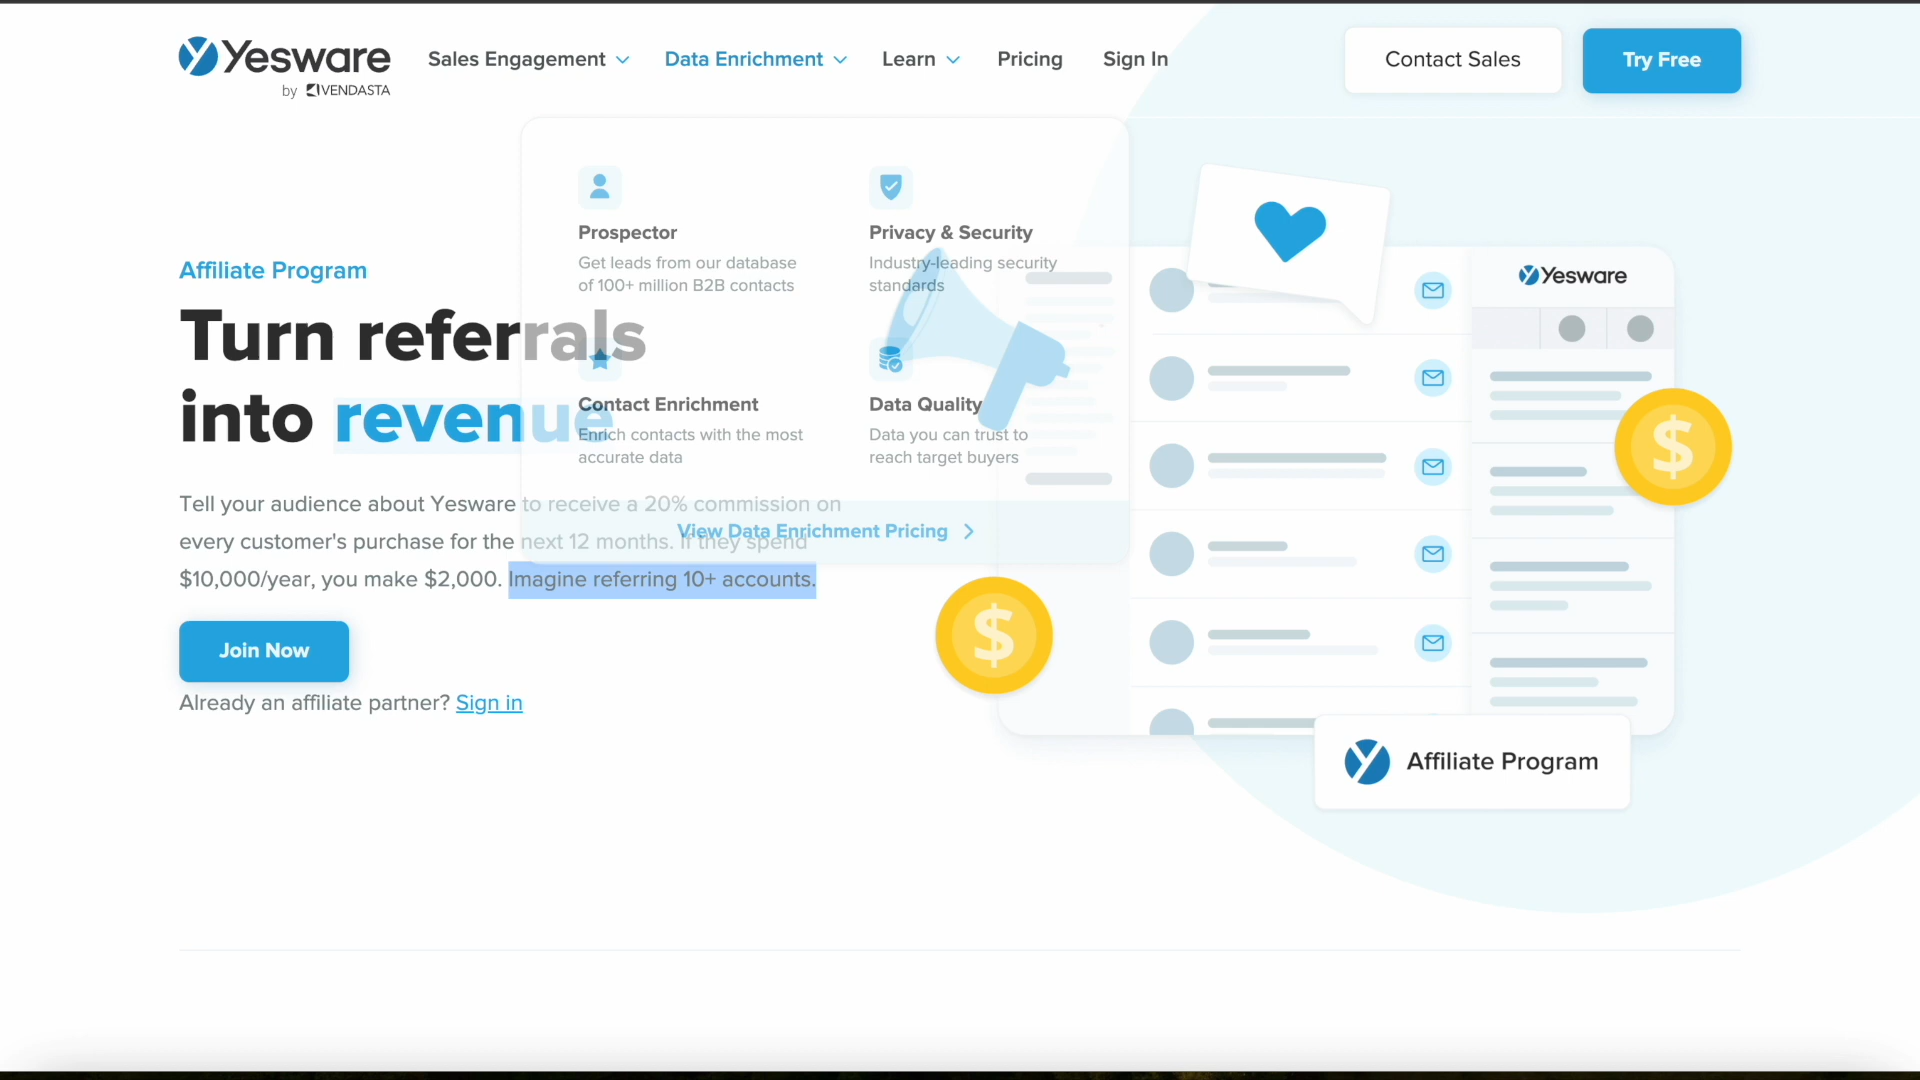 Yesware
by VENDASTA
Sales Engagement
Data Enrichment
Learn
Pricing
Sign In
Contact Sales
Try Free
Prospector
Get leads from our database
of 100+ million B2B contacts
Privacy & Security
Industry-leading security
standards
Contact Enrichment
Enrich contacts with the most
accurate data
Data Quality
Data you can trust to
reach target buyers
View Data Enrichment Pricing
Affiliate Program
Turn referrals
into revenue
Tell your audience about Yesware to receive a 20% commission on
every customer's purchase for the next 12 months. If they spend
$10,000/year, you make $2,000. Imagine referring 10+ accounts.
Join Now
Already an affiliate partner? Sign in
Yesware
$
$
Affiliate Program